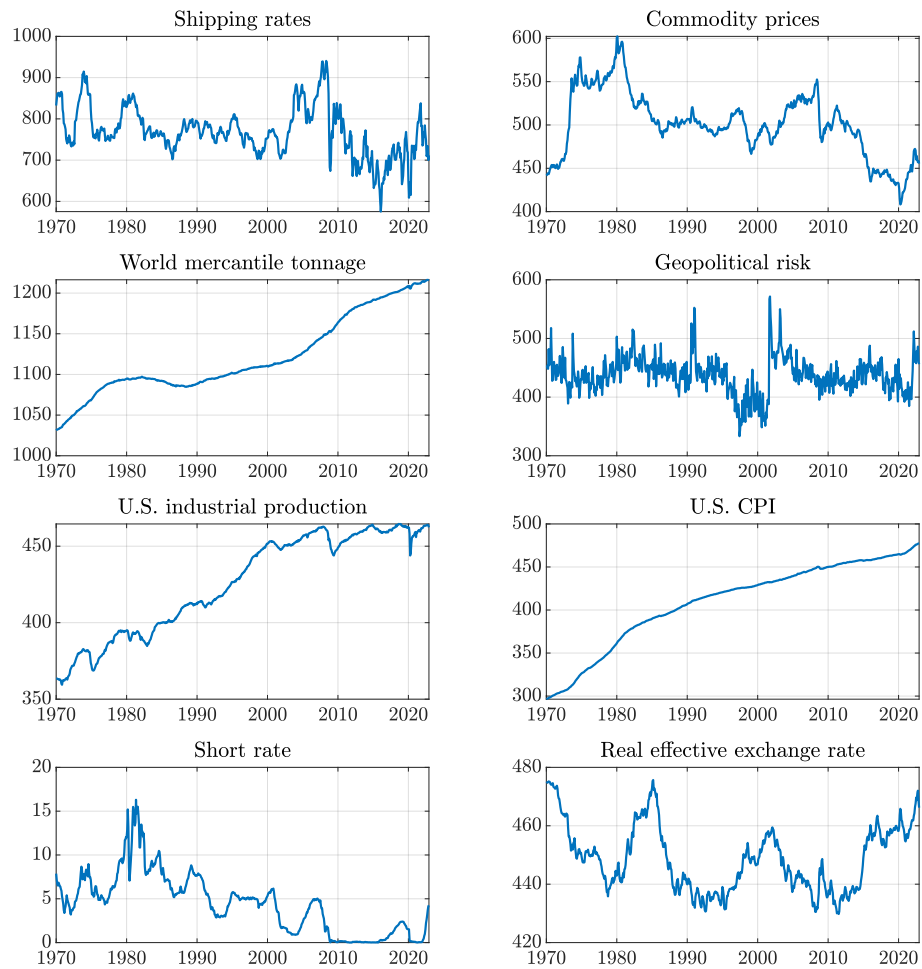 Shipping rates
1000
900
800
700
600
1970 1980 1990 2000 2010 2020
Commodity prices
600
550
500
450
400
1970 1980 1990 2000 2010 2020
World mercantile tonnage
1200
1150
1100
1050
1000
1970 1980 1990 2000 2010 2020
Geopolitical risk
600
500
400
300
1970 1980 1990 2000 2010 2020
U.S. industrial production
450
400
350
1970 1980 1990 2000 2010 2020
U.S. CPI
500
450
400
350
300
1970 1980 1990 2000 2010 2020
Short rate
20
15
10
5
0
1970 1980 1990 2000 2010 2020
Real effective exchange rate
480
460
440
420
1970 1980 1990 2000 2010 2020